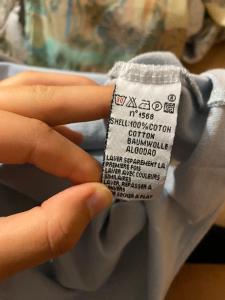 n°1568
SHELL:100%COTON
COTTON
BAUMWOLLE
ALGODAO
LAVER SEPAREMENT LA
PREMIERE FOIS
LAVER AVEC COULEURS
SIMILAIRES
LAVER, REPASSER A
SECHER A PLAT